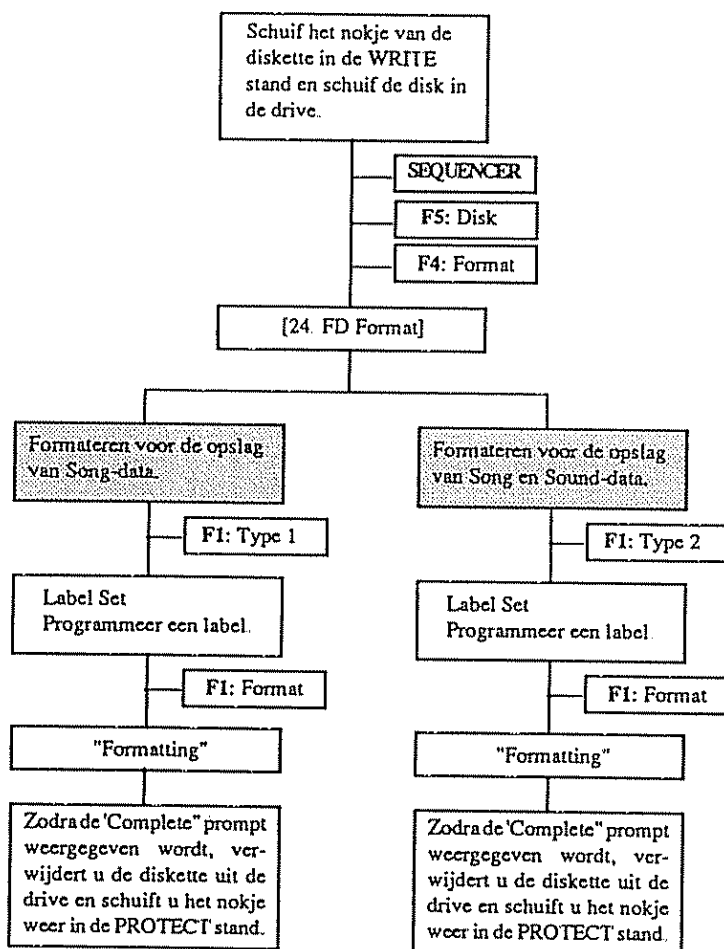 Schuif het nokje van de
diskette in de WRITE
stand en schuif de disk in
de drive.
SEQUENCER
F5: Disk
F4: Format
[24. FD Format]
Formateren voor de opslag
van Song-data.
F1: Type 1
Label Set
Programmeer een label.
F1: Format
"Formatting"
Zodra de 'Complete" prompt
weergegeven wordt, ver-
wijdert u de diskette uit de
drive en schuift u het nokje
weer in de PROTECT stand.
Formateren voor de opslag
van Song en Sound-data.
F1: Type 2
Label Set
Programmeer een label.
F1: Format
"Formatting"
Zodra de 'Complete" prompt
weergegeven wordt, ver-
wijdert u de diskette uit de
drive en schuift u het nokje
weer in de PROTECT stand.